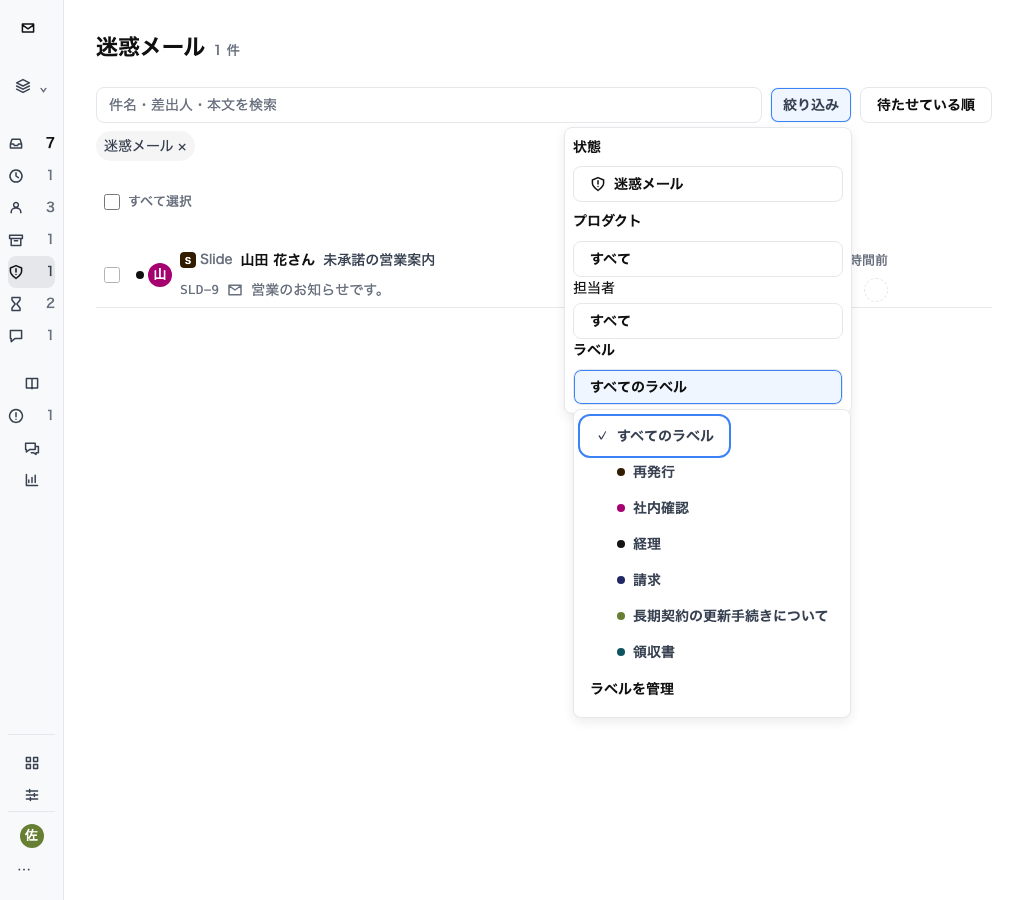 迷惑メール 1 件
件名・差出人・本文を検索
絞り込み
待たせている順
迷惑メール ×
7
1
3
1
1
2
1
1
佐
…
すべて選択
山
S Slide 山田 花さん 未承諾の営業案内
時間前
SLD-9 営業のお知らせです。
状態
迷惑メール
プロダクト
すべて
担当者
すべて
ラベル
すべてのラベル
✓ すべてのラベル
再発行
社内確認
経理
請求
長期契約の更新手続きについて
領収書
ラベルを管理